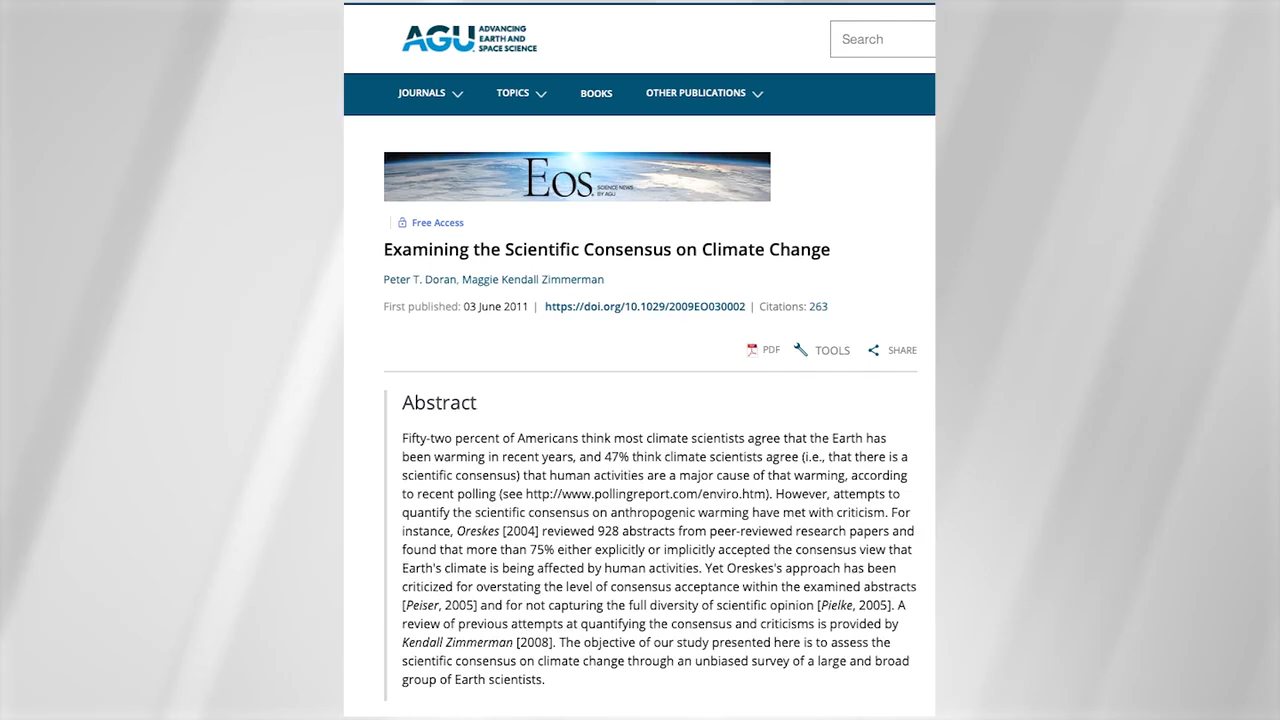 AGU ADVANCING
EARTH AND
SPACE SCIENCE
Search
JOURNALS TOPICS BOOKS OTHER PUBLICATIONS
Eos SCIENCE NEWS
BY AGU
Free Access
Examining the Scientific Consensus on Climate Change
Peter T. Doran, Maggie Kendall Zimmerman
First published: 03 June 2011 | https://doi.org/10.1029/2009EO030002 | Citations: 263
PDF TOOLS SHARE
Abstract
Fifty-two percent of Americans think most climate scientists agree that the Earth has
been warming in recent years, and 47% think climate scientists agree (i.e., that there is a
scientific consensus) that human activities are a major cause of that warming, according
to recent polling (see http://www.pollingreport.com/enviro.htm). However, attempts to
quantify the scientific consensus on anthropogenic warming have met with criticism. For
instance, Oreskes [2004] reviewed 928 abstracts from peer-reviewed research papers and
found that more than 75% either explicitly or implicitly accepted the consensus view that
Earth's climate is being affected by human activities. Yet Oreskes's approach has been
criticized for overstating the level of consensus acceptance within the examined abstracts
[Peiser, 2005] and for not capturing the full diversity of scientific opinion [Pielke, 2005]. A
review of previous attempts at quantifying the consensus and criticisms is provided by
Kendall Zimmerman [2008]. The objective of our study presented here is to assess the
scientific consensus on climate change through an unbiased survey of a large and broad
group of Earth scientists.